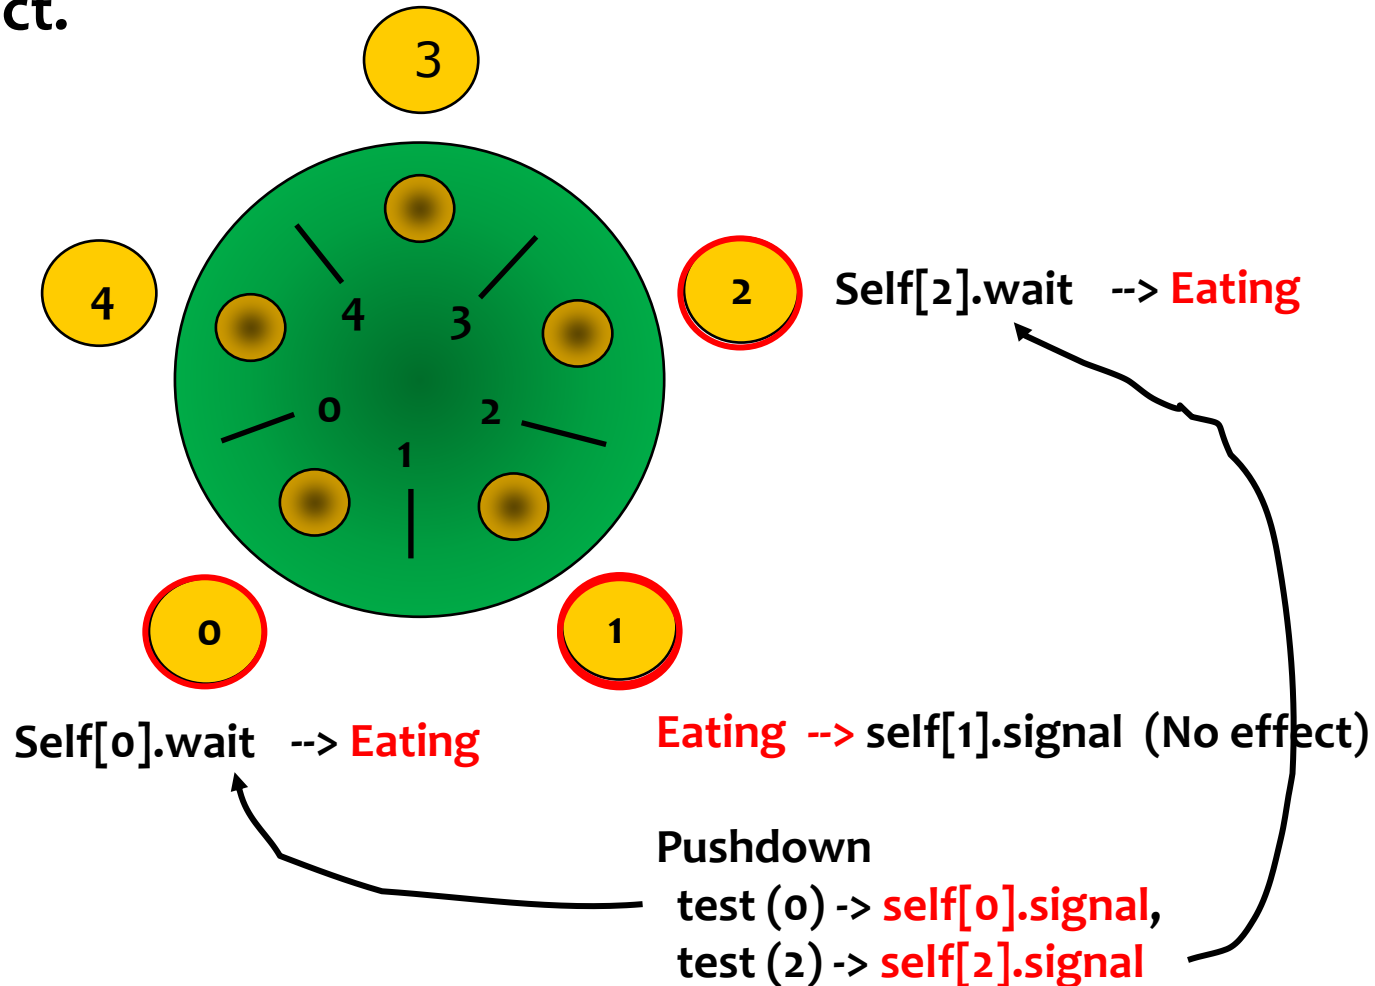 ct.
3
2
4
4
3
0
2
1
0
1
Self[2].wait --> Eating
Self[0].wait --> Eating
Eating --> self[1].signal (No effect)
Pushdown
test (0) -> self[0].signal,
test (2) -> self[2].signal